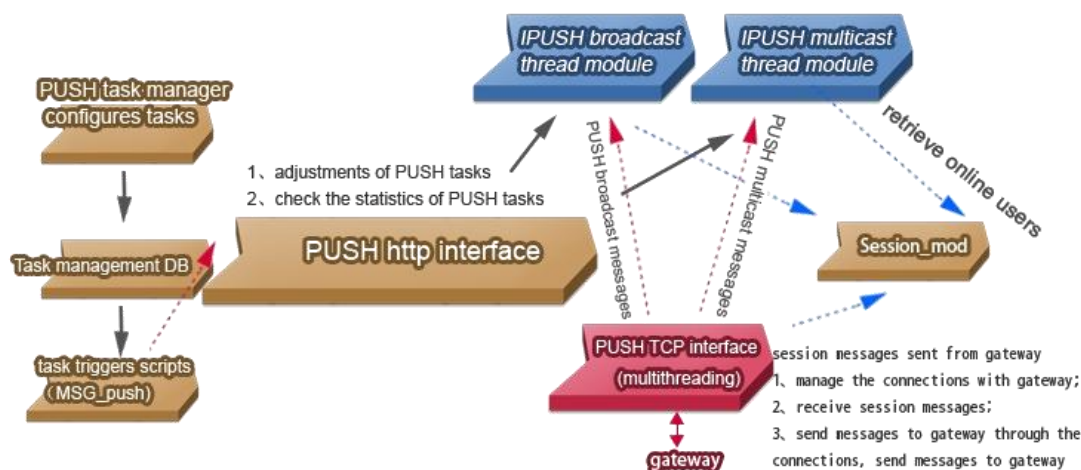 IPUSH broadcast
thread module
IPUSH multicast
thread module
PUSH task manager
configures tasks
1、adjustments of PUSH tasks
2、check the statistics of PUSH tasks
PUSH broadcast messages
PUSH multicast messages
retrieve online users
Task management DB
PUSH http interface
Session_mod
task triggers scripts
（MSG_push）
PUSH TCP interface
(multithreading)
gateway
session messages sent from gateway
1、manage the connections with gateway;
2、receive session messages;
3、send messages to gateway through the
connections, send messages to gateway